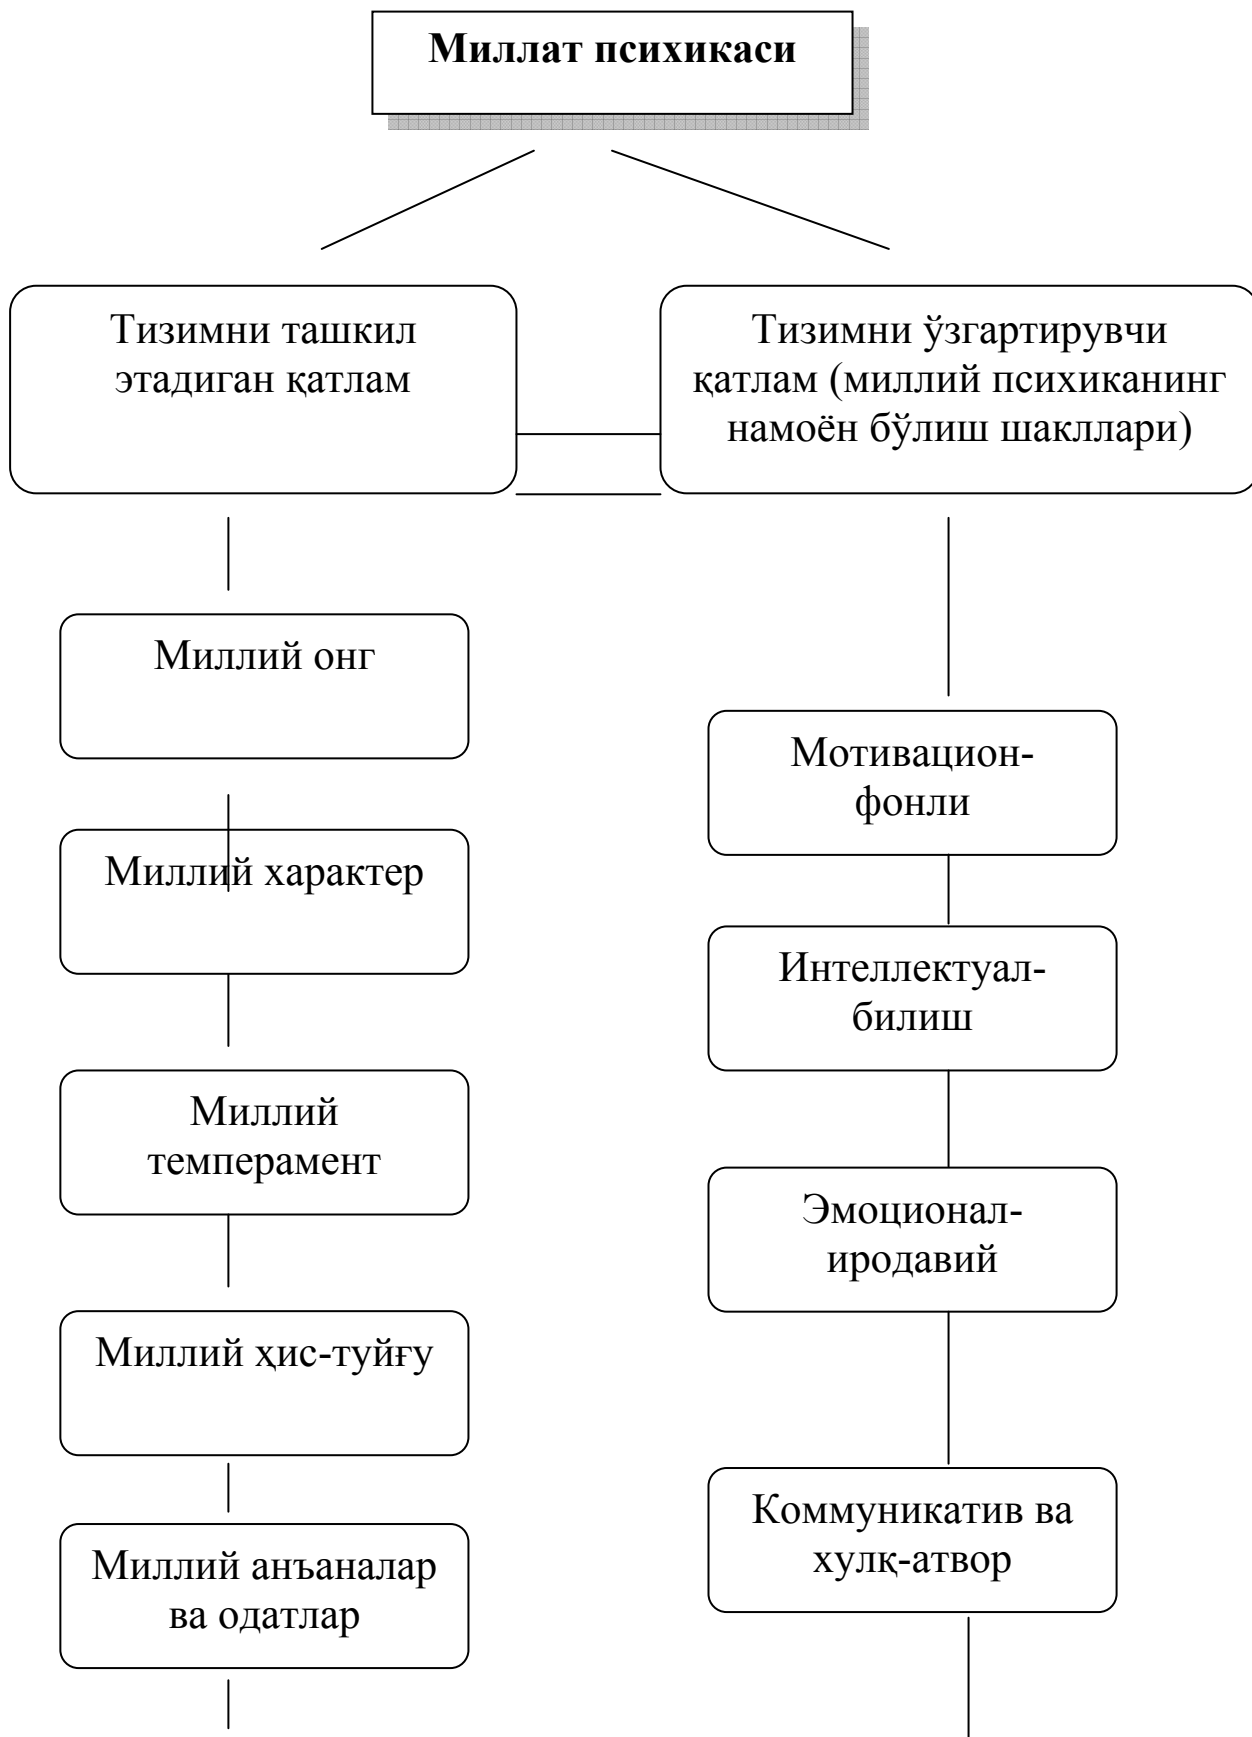 Миллат психикаси
Тизимни ташкил
этадиган қатлам
Тизимни ўзгартирувчи
қатлам (миллий психиканинг
намоён бўлиш шакллари)
Миллий онг
Миллий характер
Миллий
темперамент
Миллий ҳис-туйғу
Миллий анъаналар
ва одатлар
Мотивацион-
фонли
Интеллектуал-
билиш
Эмоционал-
иродавий
Коммуникатив ва
хулқ-атвор